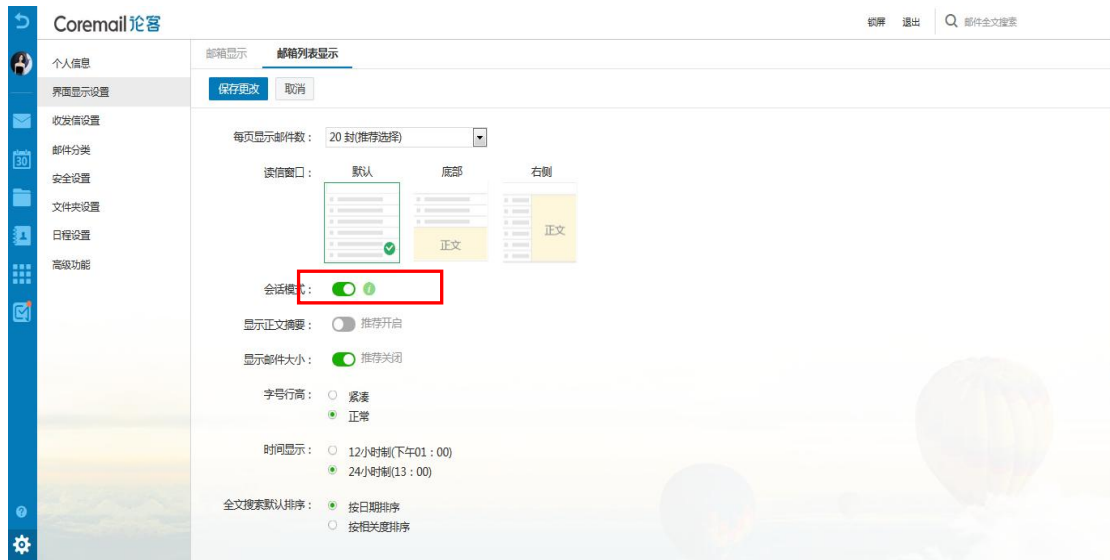 Coremail论客
锁屏 退出 邮件全文搜索
个人信息
界面显示设置
收发信设置
邮件分类
安全设置
文件夹设置
日程设置
高级功能
30
邮箱显示 邮箱列表显示
保存更改 取消
每页显示邮件数： 20 封(推荐选择)
读信窗口： 默认 底部 右侧
正文 正文
会话模式：
显示正文摘要： 推荐开启
显示邮件大小： 推荐关闭
字号行高： 紧凑
正常
时间显示： 12小时制(下午01：00)
24小时制(13：00)
全文搜索默认排序： 按日期排序
按相关度排序